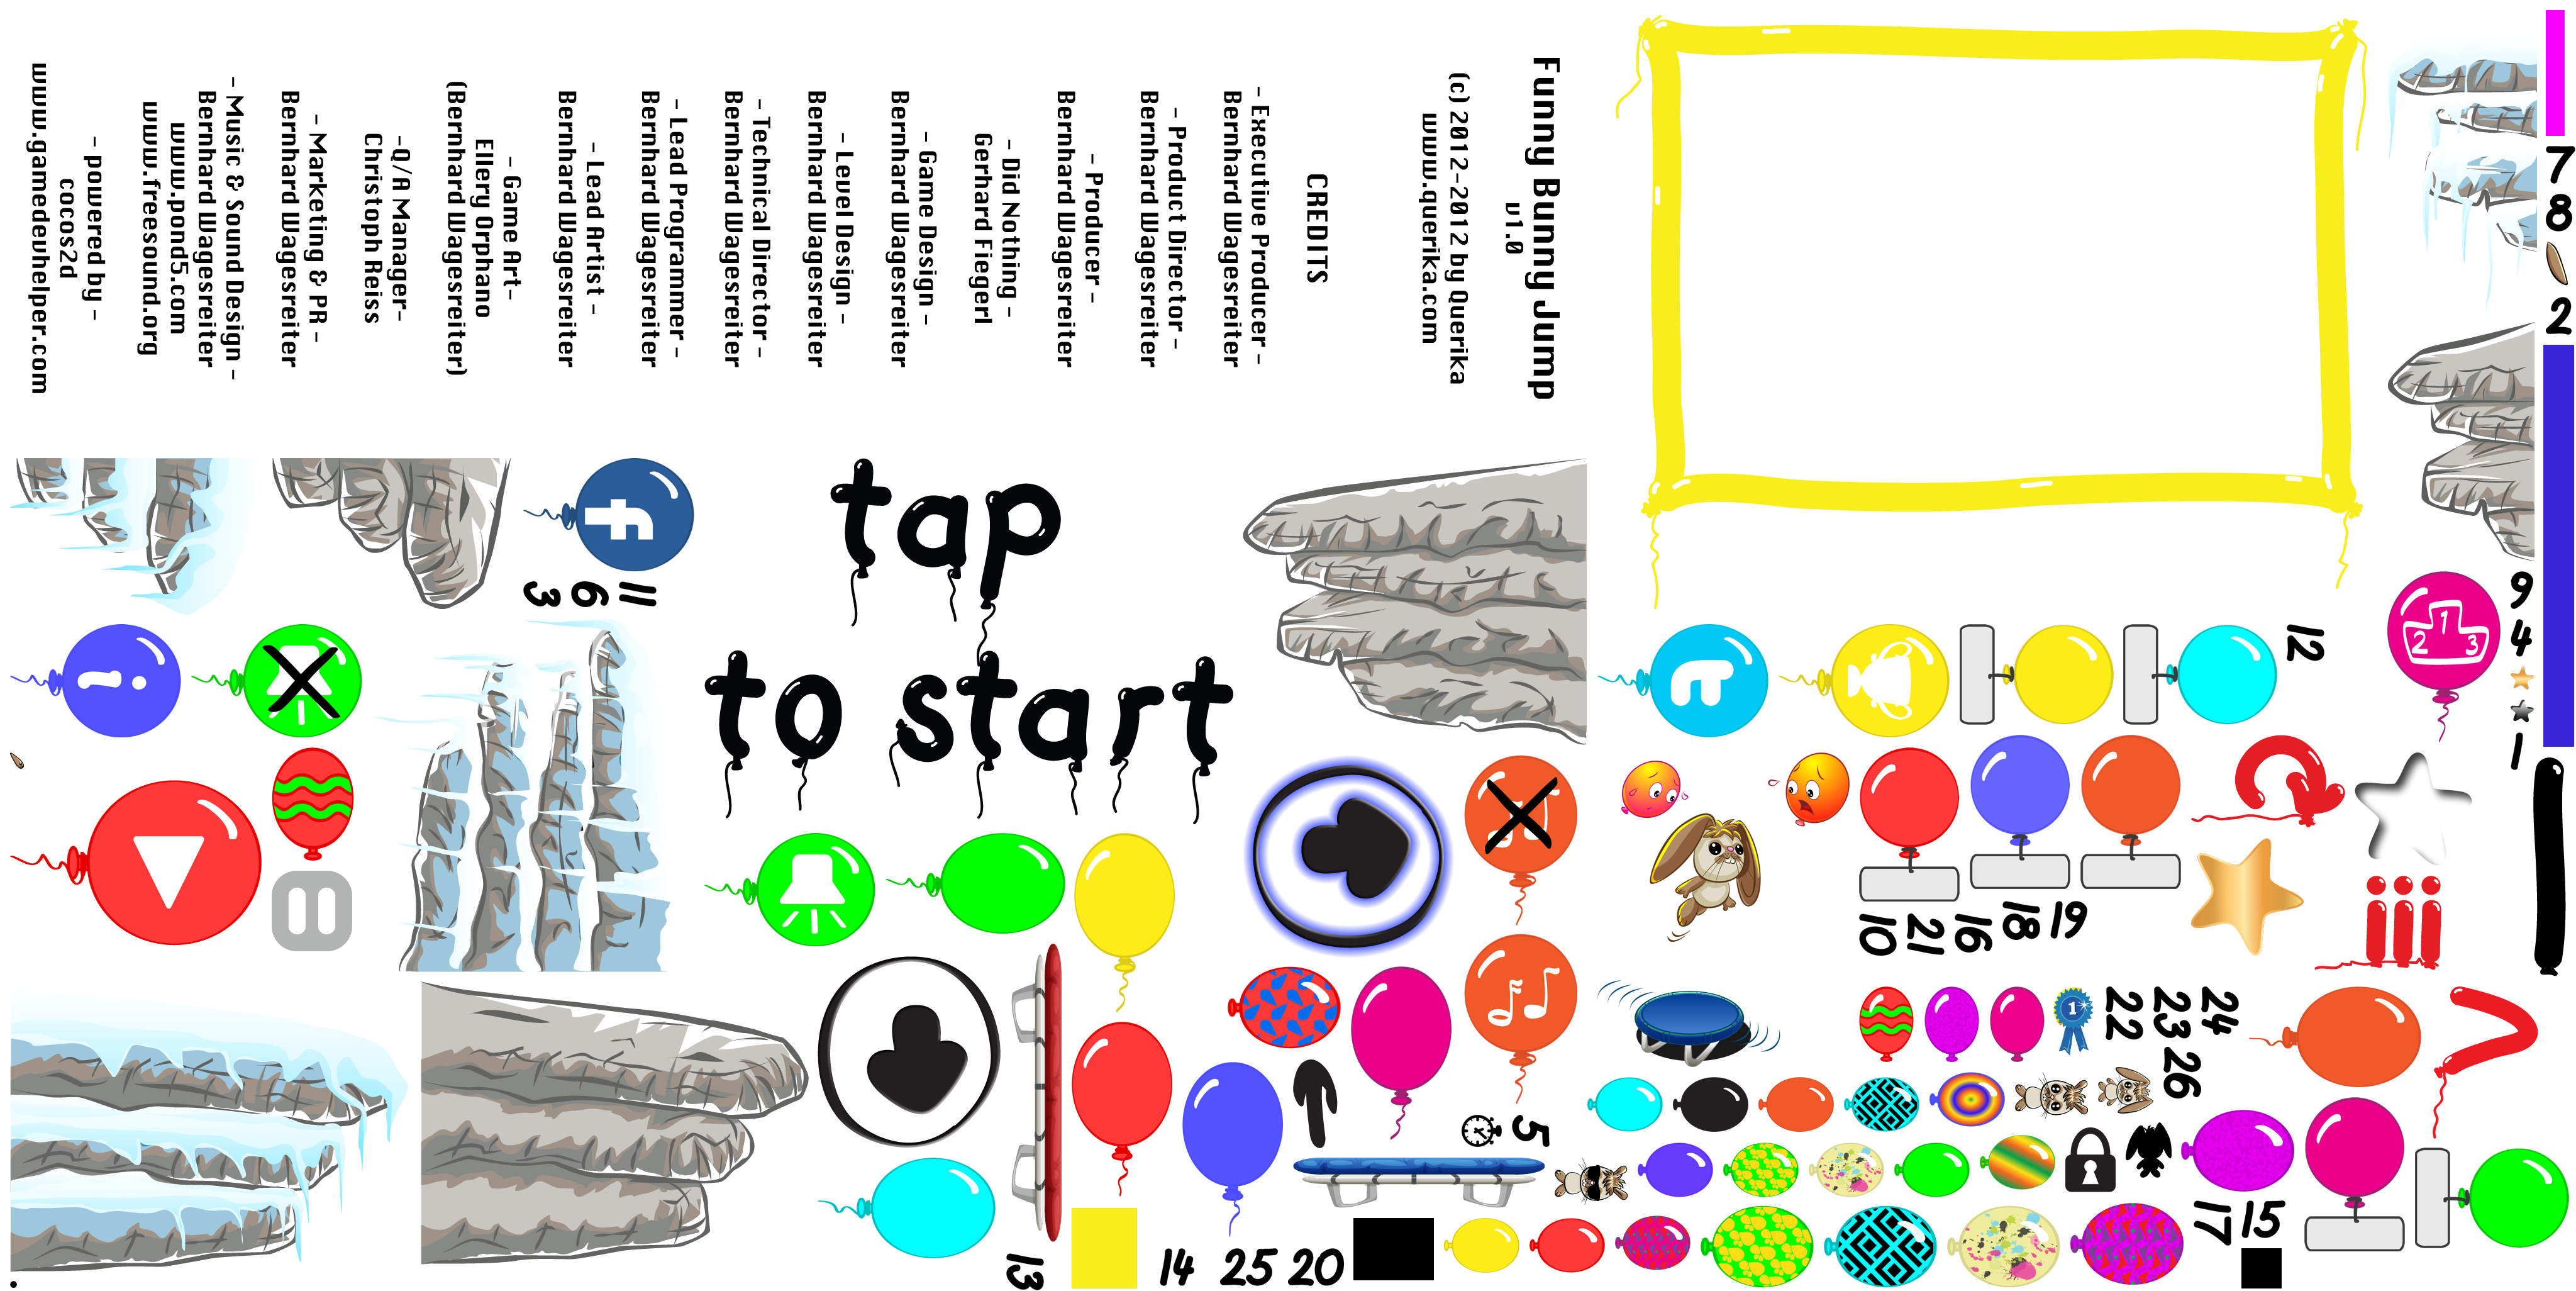 Funny Bunny Jump
v1.0
(c) 2012-2012 by Querika
www.querika.com
CREDITS
- Executive Producer -
Bernhard Wagesreiter
- Product Director -
Bernhard Wagesreiter
- Producer -
Bernhard Wagesreiter
- Did Nothing -
Gerhard Fiegerl
- Game Design -
Bernhard Wagesreiter
- Level Design -
Bernhard Wagesreiter
- Technical Director -
Bernhard Wagesreiter
- Lead Programmer -
Bernhard Wagesreiter
- Lead Artist -
Bernhard Wagesreiter
- Game Art-
Ellery Orphano
(Bernhard Wagesreiter)
-Q/A Manager-
Christoph Reiss
- Marketing & PR -
Bernhard Wagesreiter
- Music & Sound Design -
Bernhard Wagesreiter
www.pond5.com
www.freesound.org
- powered by -
cocos2d
www.gamedevhelper.com
7
8
2
f
11
6
3
tap
to start
i
12
1
2
3
9
4
1
10
21
16
18
19
iii
1
22
23
24
26
5
17
15
13
14
25
20